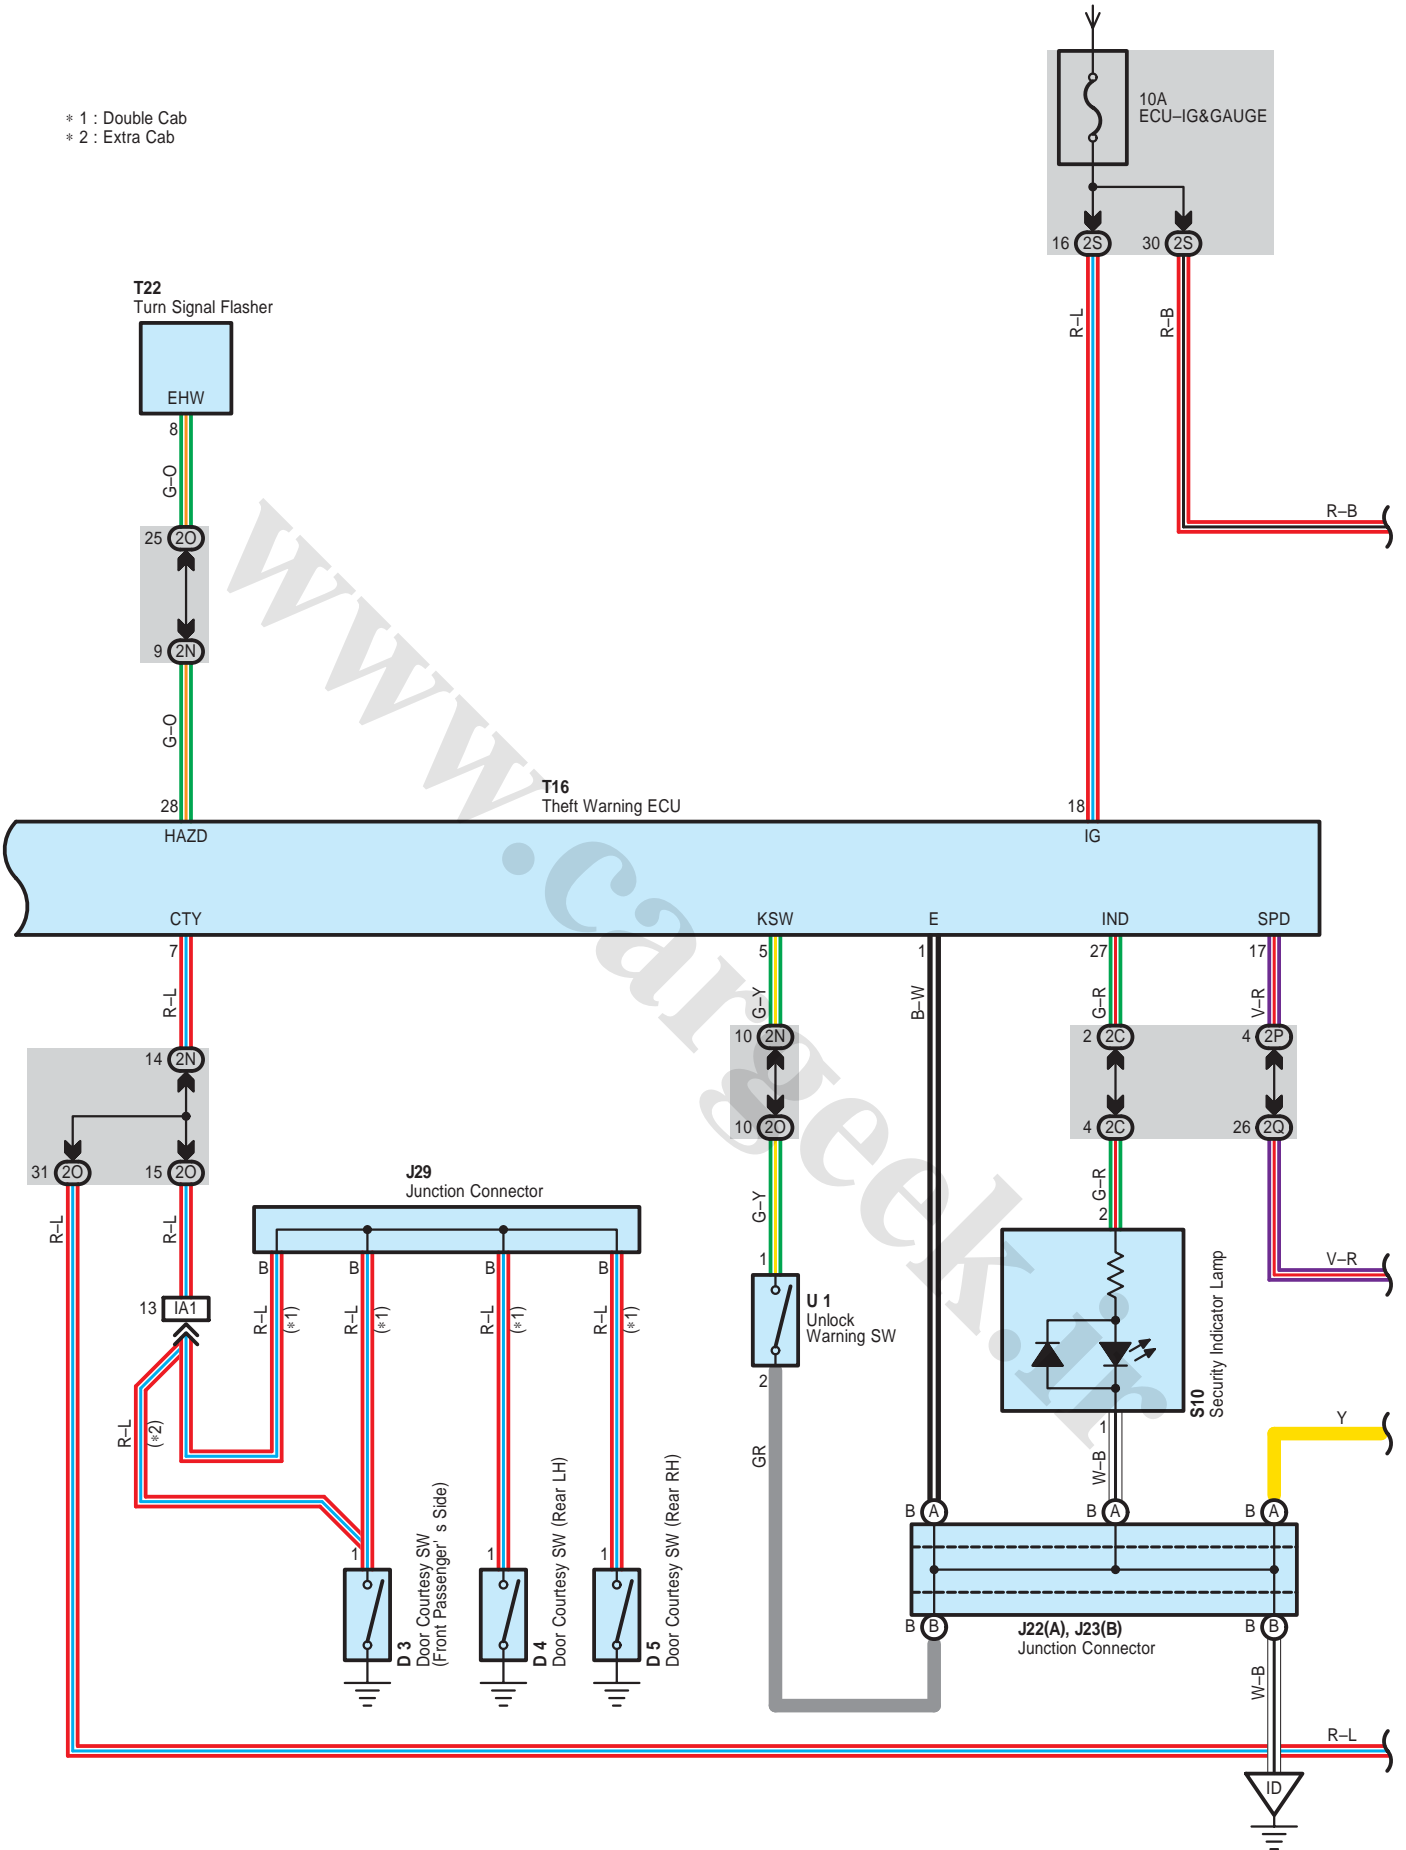 * 1 : Double Cab
* 2 : Extra Cab
10A
ECU–IG&GAUGE
16 2S
30 2S
R–L
R–B
R–B
T22
Turn Signal Flasher
EHW
8
G–O
25 2O
9 2N
G–O
28
T16
Theft Warning ECU
18
HAZD
IG
CTY
KSW
E
IND
SPD
7
5
1
27
17
R–L
G–Y
B–W
G–R
V–R
14 2N
10 2N
2 2C
4 2P
31 2O
15 2O
10 2O
4 2C
26 2Q
R–L
R–L
J29
Junction Connector
G–Y
G–R
2
B
B
B
B
1
V–R
13 IA1
R–L
(*1)
R–L
(*1)
R–L
(*1)
R–L
(*1)
U 1
Unlock
Warning SW
2
S10
Security Indicator Lamp
R–L
(*2)
GR
1
W–B
Y
B A
B A
B A
1
1
1
D 3
Door Courtesy SW
(Front Passenger' s Side)
D 4
Door Courtesy SW (Rear LH)
D 5
Door Courtesy SW (Rear RH)
B B
J22(A), J23(B)
Junction Connector
B B
W–B
R–L
ID
www.cargeek.ir